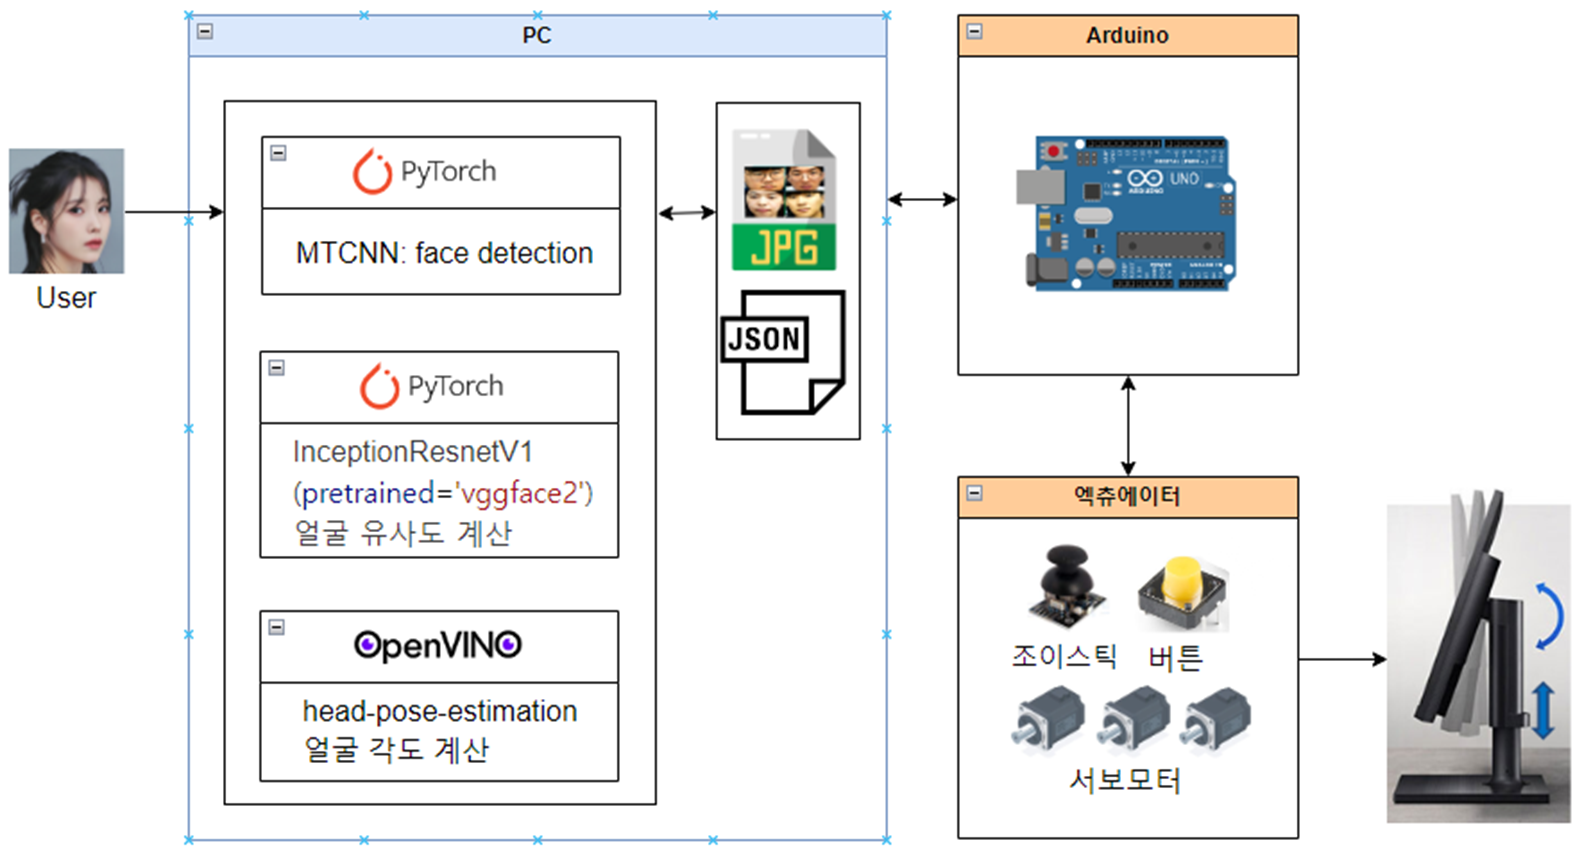 PC
Arduino
PyTorch
MTCNN: face detection
User
JPG
JSON
UNO
PyTorch
InceptionResnetV1
(pretrained='vggface2')
얼굴 유사도 계산
OpenVINO
head-pose-estimation
얼굴 각도 계산
엑츄에이터
조이스틱
버튼
서보모터